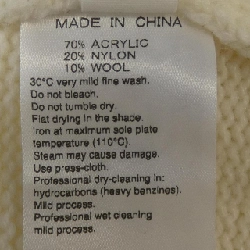 MADE IN CHINA
70% ACRYLIC
20% NYLON
10% WOOL
30°C very mild fine wash.
Do not bleach.
Do not tumble dry.
Flat drying in the shape.
Iron at maximum sole plate
temperature (110°C).
Steam may cause damage.
Use press-cloth.
Professional dry-cleaning in:
hydrocarbons (heavy benzines).
Mild process.
Professional wet cleaning
mild process.